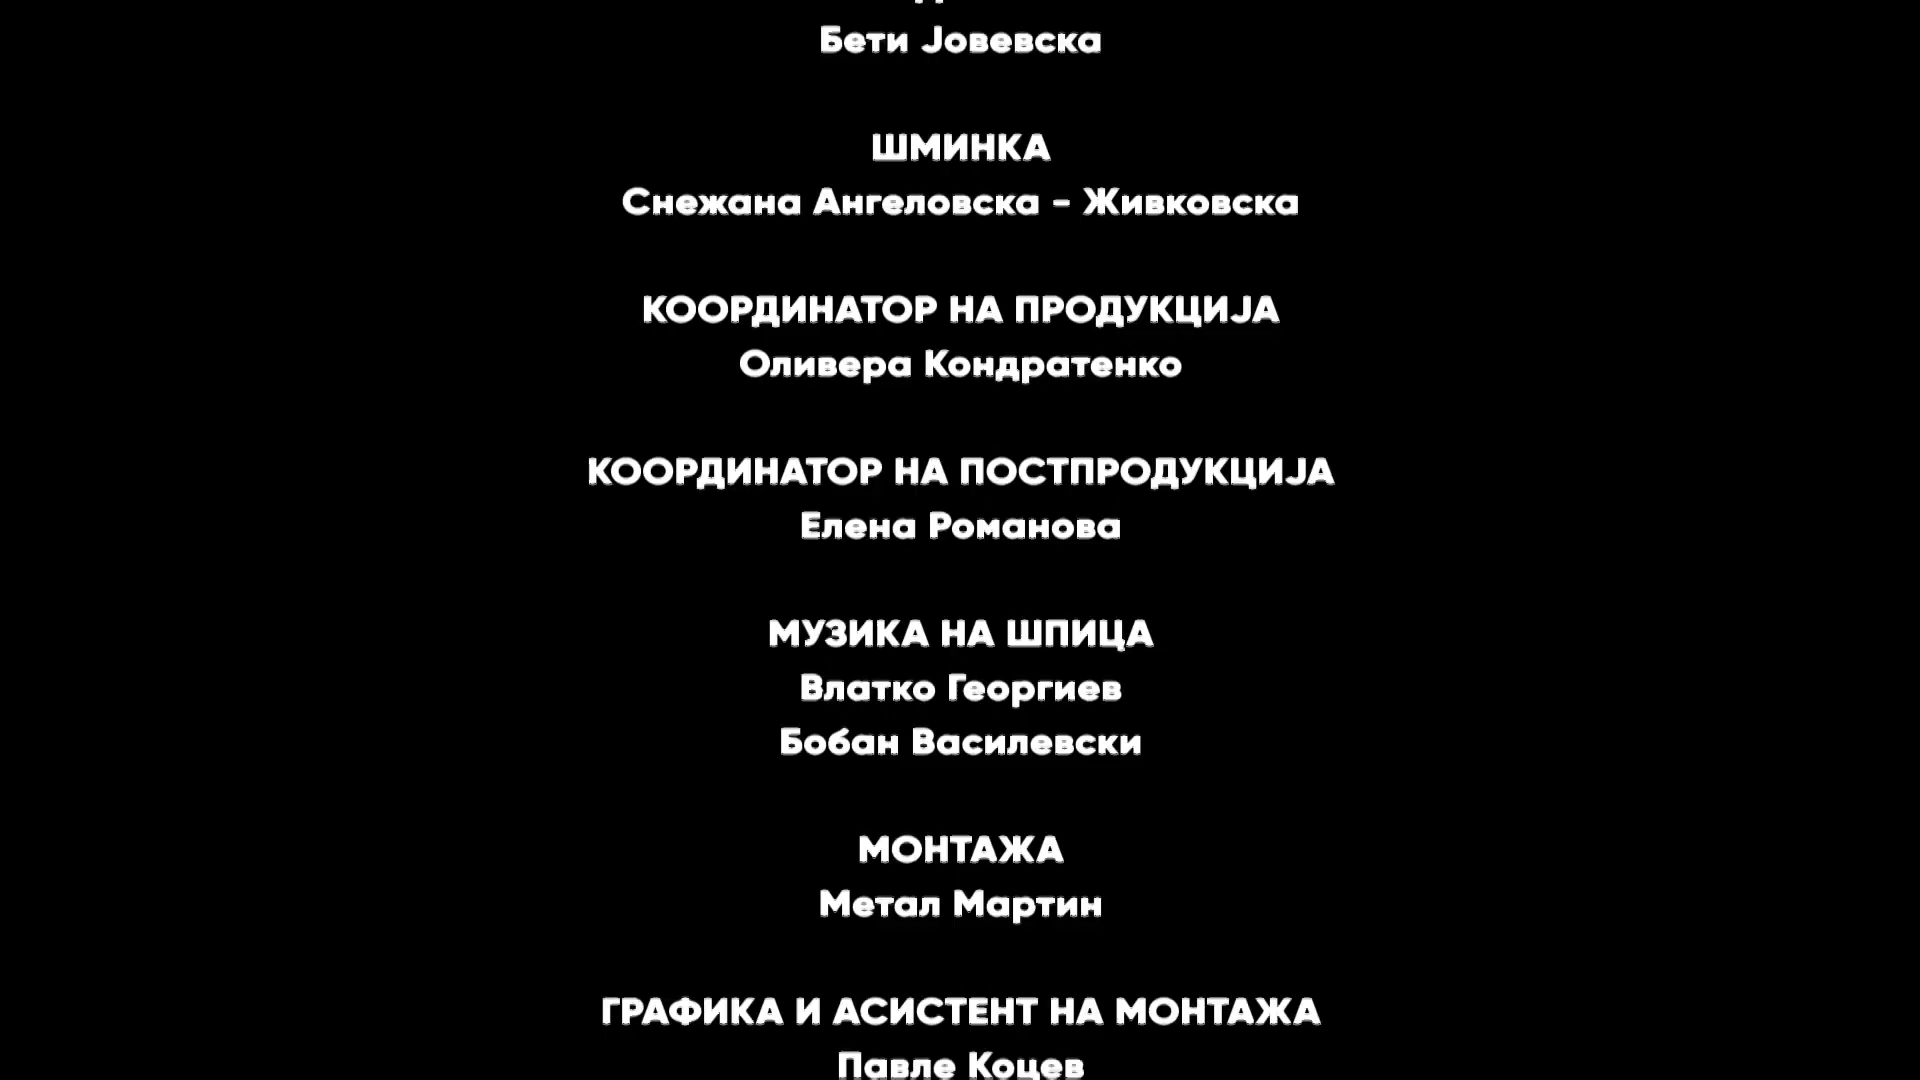 Бети Јовевска
ШМИНКА
Снежана Ангеловска - Живковска
КООРДИНАТОР НА ПРОДУКЦИЈА
Оливера Кондратенко
КООРДИНАТОР НА ПОСТПРОДУКЦИЈА
Елена Романова
МУЗИКА НА ШПИЦА
Влатко Георгиев
Бобан Василевски
МОНТАЖА
Метал Мартин
ГРАФИКА И АСИСТЕНТ НА МОНТАЖА
Павле Коцев